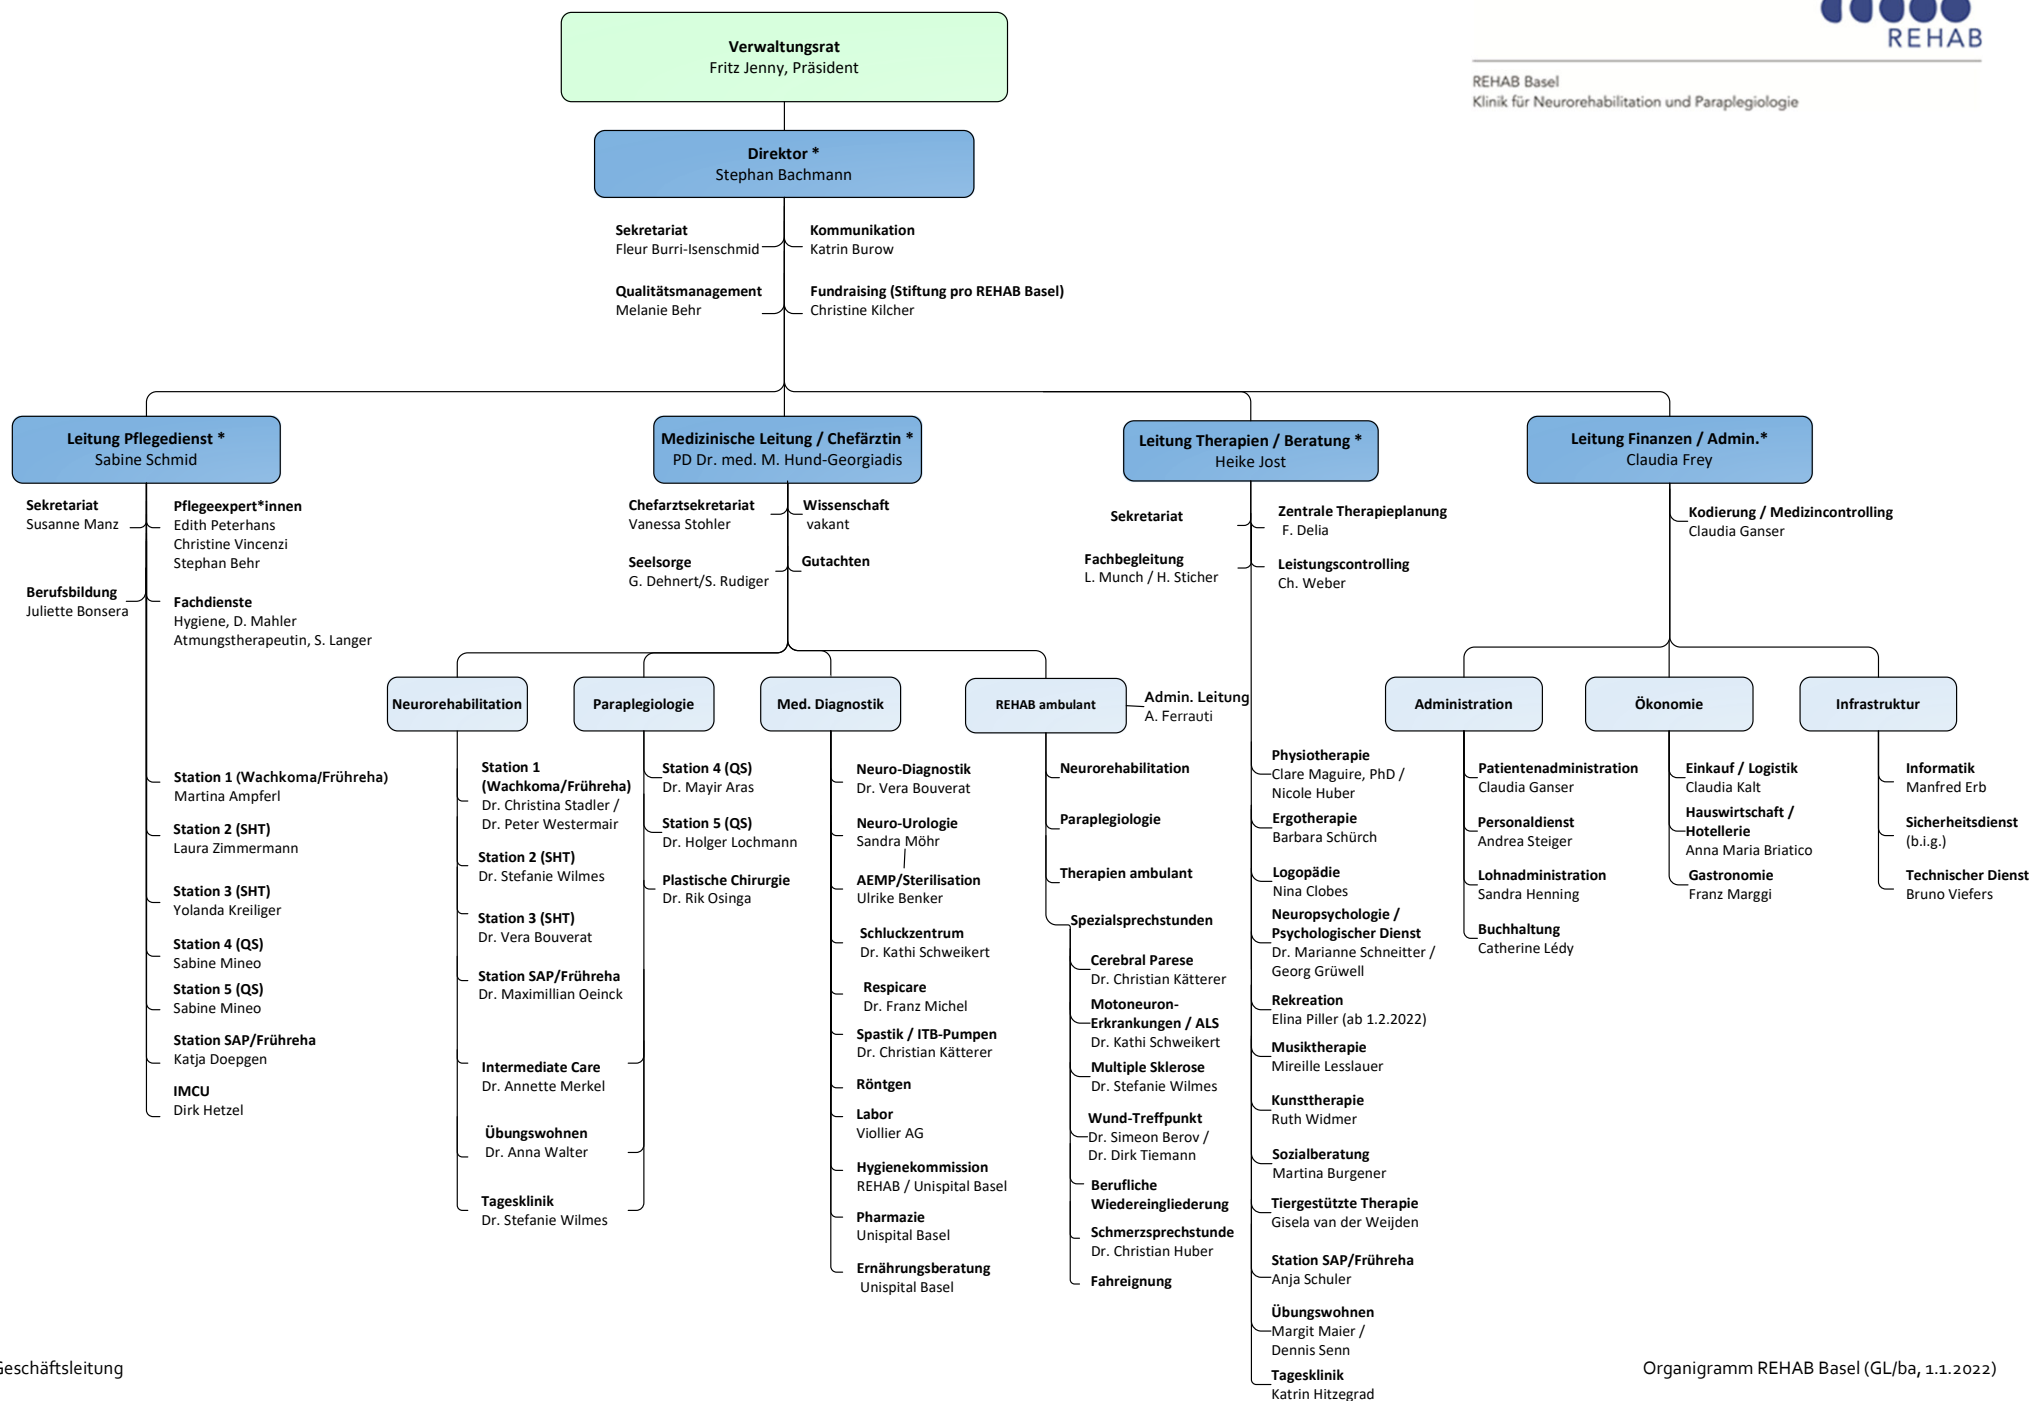 REHAB
REHAB Basel
Klinik für Neurorehabilitation und Paraplegiologie
Verwaltungsrat
Fritz Jenny, Präsident
Direktor *
Stephan Bachmann
Sekretariat
Fleur Burri-Isenschmid
Kommunikation
Katrin Burow
Qualitätsmanagement
Melanie Behr
Fundraising (Stiftung pro REHAB Basel)
Christine Kilcher
Leitung Pflegedienst *
Sabine Schmid
Sekretariat
Susanne Manz
Pflegeexpert*innen
Edith Peterhans
Christine Vincenzi
Stephan Behr
Berufsbildung
Juliette Bonsera
Fachdienste
Hygiene, D. Mahler
Atmungstherapeutin, S. Langer
Station 1 (Wachkoma/Frühreha)
Martina Ampferl
Station 2 (SHT)
Laura Zimmermann
Station 3 (SHT)
Yolanda Kreiliger
Station 4 (QS)
Sabine Mineo
Station 5 (QS)
Sabine Mineo
Station SAP/Frühreha
Katja Doepgen
IMCU
Dirk Hetzel
Medizinische Leitung / Chefärztin *
PD Dr. med. M. Hund-Georgiadis
Chefarztsekretariat
Vanessa Stohler
Wissenschaft
vakant
Seelsorge
G. Dehnert/S. Rudiger
Gutachten
Neurorehabilitation
Station 1
(Wachkoma/Frühreha)
Dr. Christina Stadler /
Dr. Peter Westermair
Station 2 (SHT)
Dr. Stefanie Wilmes
Station 3 (SHT)
Dr. Vera Bouverat
Station SAP/Frühreha
Dr. Maximillian Oeinck
Intermediate Care
Dr. Annette Merkel
Übungswohnen
Dr. Anna Walter
Tagesklinik
Dr. Stefanie Wilmes
Paraplegiologie
Station 4 (QS)
Dr. Mayir Aras
Station 5 (QS)
Dr. Holger Lochmann
Plastische Chirurgie
Dr. Rik Osinga
Med. Diagnostik
Neuro-Diagnostik
Dr. Vera Bouverat
Neuro-Urologie
Sandra Möhr
AEMP/Sterilisation
Ulrike Benker
Schluckzentrum
Dr. Kathi Schweikert
Respicare
Dr. Franz Michel
Spastik / ITB-Pumpen
Dr. Christian Kätterer
Röntgen
Labor
Viollier AG
Hygienekommission
REHAB / Unispital Basel
Pharmazie
Unispital Basel
Ernährungsberatung
Unispital Basel
REHAB ambulant
Admin. Leitung
A. Ferrauti
Neurorehabilitation
Paraplegiologie
Therapien ambulant
Spezialsprechstunden
Cerebral Parese
Dr. Christian Kätterer
Motoneuron-
Erkrankungen / ALS
Dr. Kathi Schweikert
Multiple Sklerose
Dr. Stefanie Wilmes
Wund-Treffpunkt
Dr. Simeon Berov /
Dr. Dirk Tiemann
Berufliche
Wiedereingliederung
Schmerzsprechstunde
Dr. Christian Huber
Fahreignung
Leitung Therapien / Beratung *
Heike Jost
Sekretariat
Zentrale Therapieplanung
F. Delia
Fachbegleitung
L. Munch / H. Sticher
Leistungscontrolling
Ch. Weber
Physiotherapie
Clare Maguire, PhD /
Nicole Huber
Ergotherapie
Barbara Schürch
Logopädie
Nina Clobes
Neuropsychologie /
Psychologischer Dienst
Dr. Marianne Schneitter /
Georg Grüwell
Rekreation
Elina Piller (ab 1.2.2022)
Musiktherapie
Mireille Lesslauer
Kunsttherapie
Ruth Widmer
Sozialberatung
Martina Burgener
Tiergestützte Therapie
Gisela van der Weijden
Station SAP/Frühreha
Anja Schuler
Übungswohnen
Margit Maier /
Dennis Senn
Tagesklinik
Katrin Hitzegrad
Leitung Finanzen / Admin.*
Claudia Frey
Kodierung / Medizincontrolling
Claudia Ganser
Administration
Patientenadministration
Claudia Ganser
Personaldienst
Andrea Steiger
Lohnadministration
Sandra Henning
Buchhaltung
Catherine Lédy
Ökonomie
Einkauf / Logistik
Claudia Kalt
Hauswirtschaft /
Hotellerie
Anna Maria Briatico
Gastronomie
Franz Marggi
Infrastruktur
Informatik
Manfred Erb
Sicherheitsdienst
(b.i.g.)
Technischer Dienst
Bruno Viefers
Geschäftsleitung
Organigramm REHAB Basel (GL/ba, 1.1.2022)